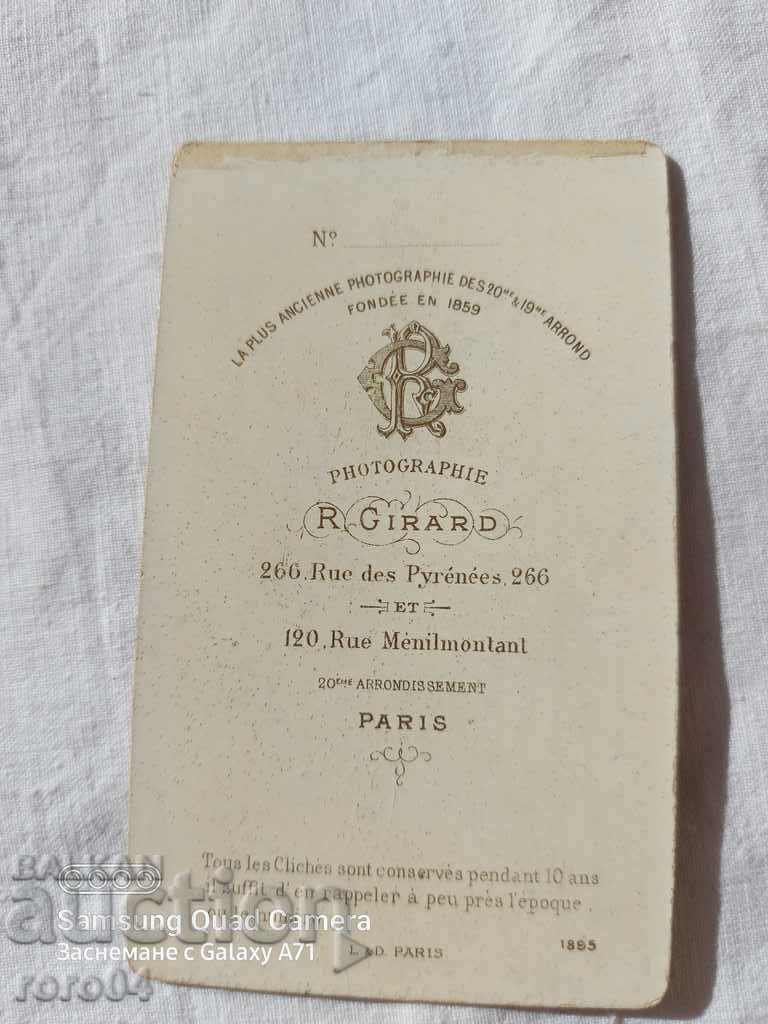 Nº
LA PLUS ANCIENNE PHOTOGRAPHIE DES 20ME & 19ME ARROND
FONDÉE EN 1859
PHOTOGRAPHIE
R. GIRARD
266, Rue des Pyrénées, 266
ET
120, Rue Ménilmontant
20ÈME ARRONDISSEMENT
PARIS
Tous les Clichés sont conservés pendant 10 ans
il suffit d'en rappeler à peu près l'époque
L. & D. PARIS
1895
BALKAN
auction
Samsung Quad Camera
Заснемане с Galaxy A71
roro04